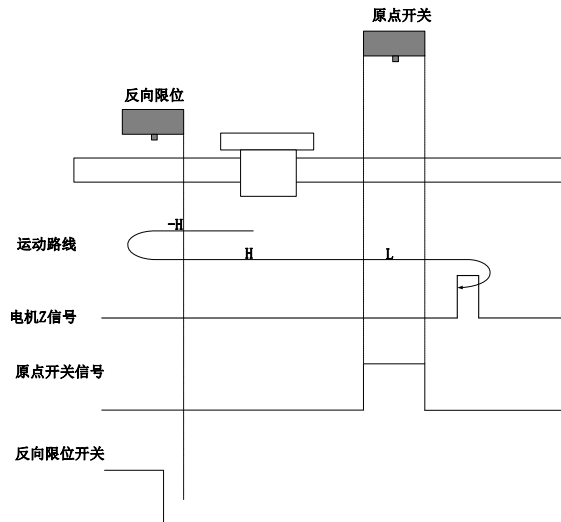 原点开关
反向限位
-H
运动路线
H
L
电机Z信号
原点开关信号
反向限位开关